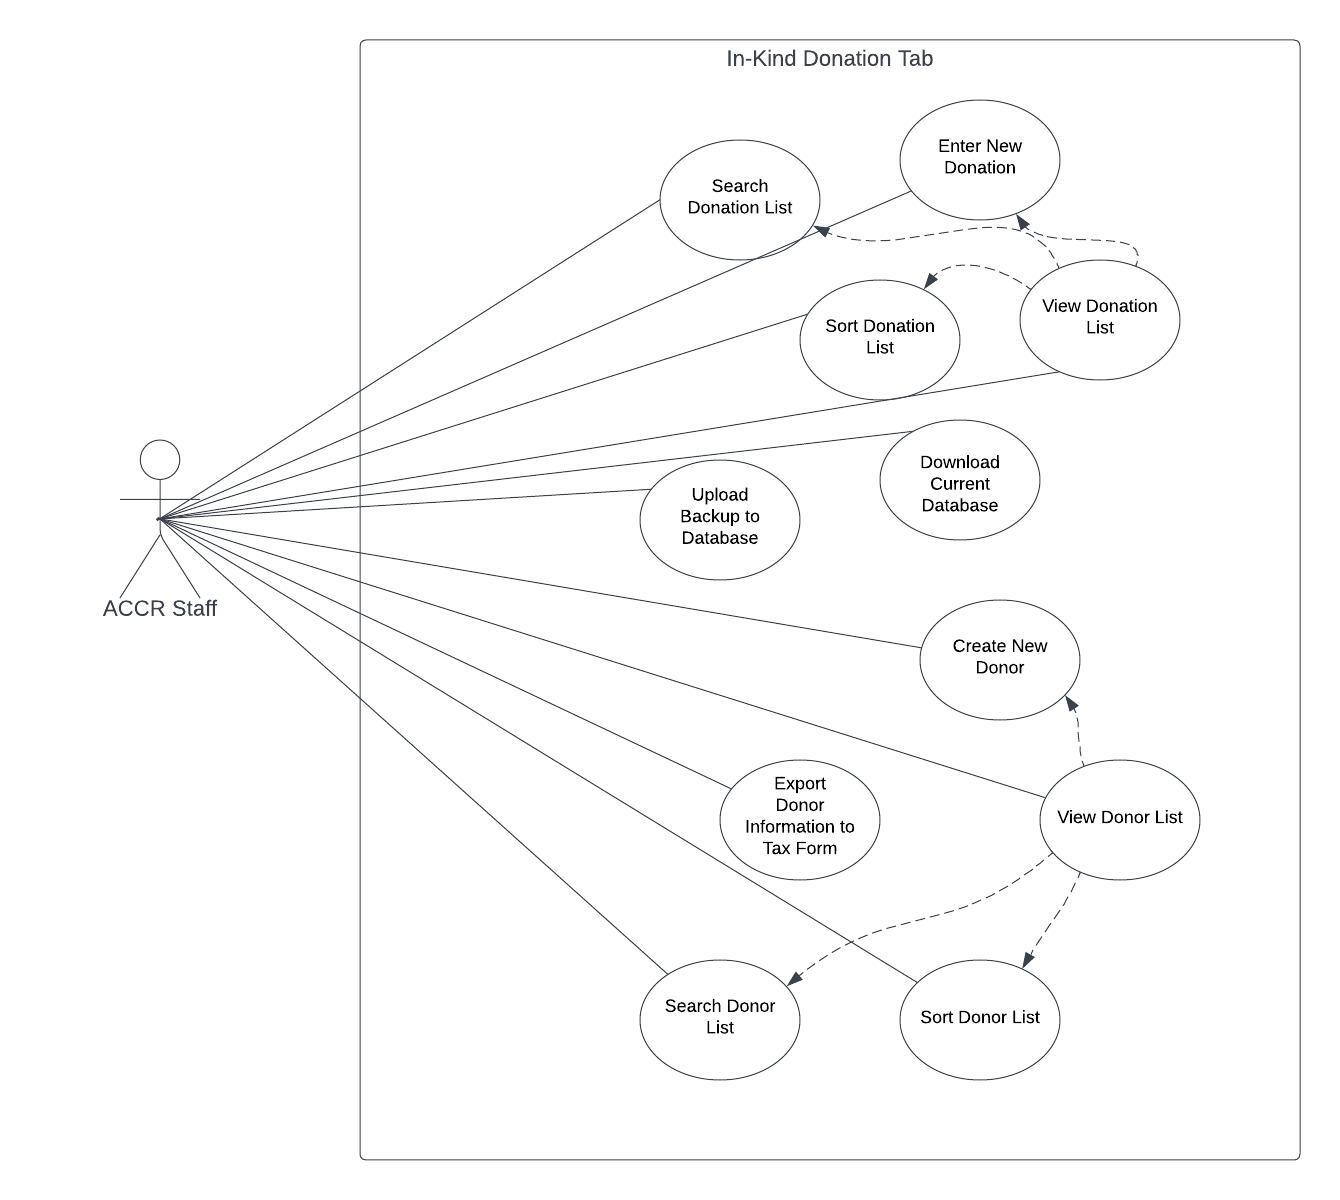 In-Kind Donation Tab
Enter New
Donation
Search
Donation List
View Donation
List
Sort Donation
List
Download
Current
Database
Upload
Backup to
Database
ACCR Staff
Create New
Donor
Export
Donor
Information to
Tax Form
View Donor List
Search Donor
List
Sort Donor List